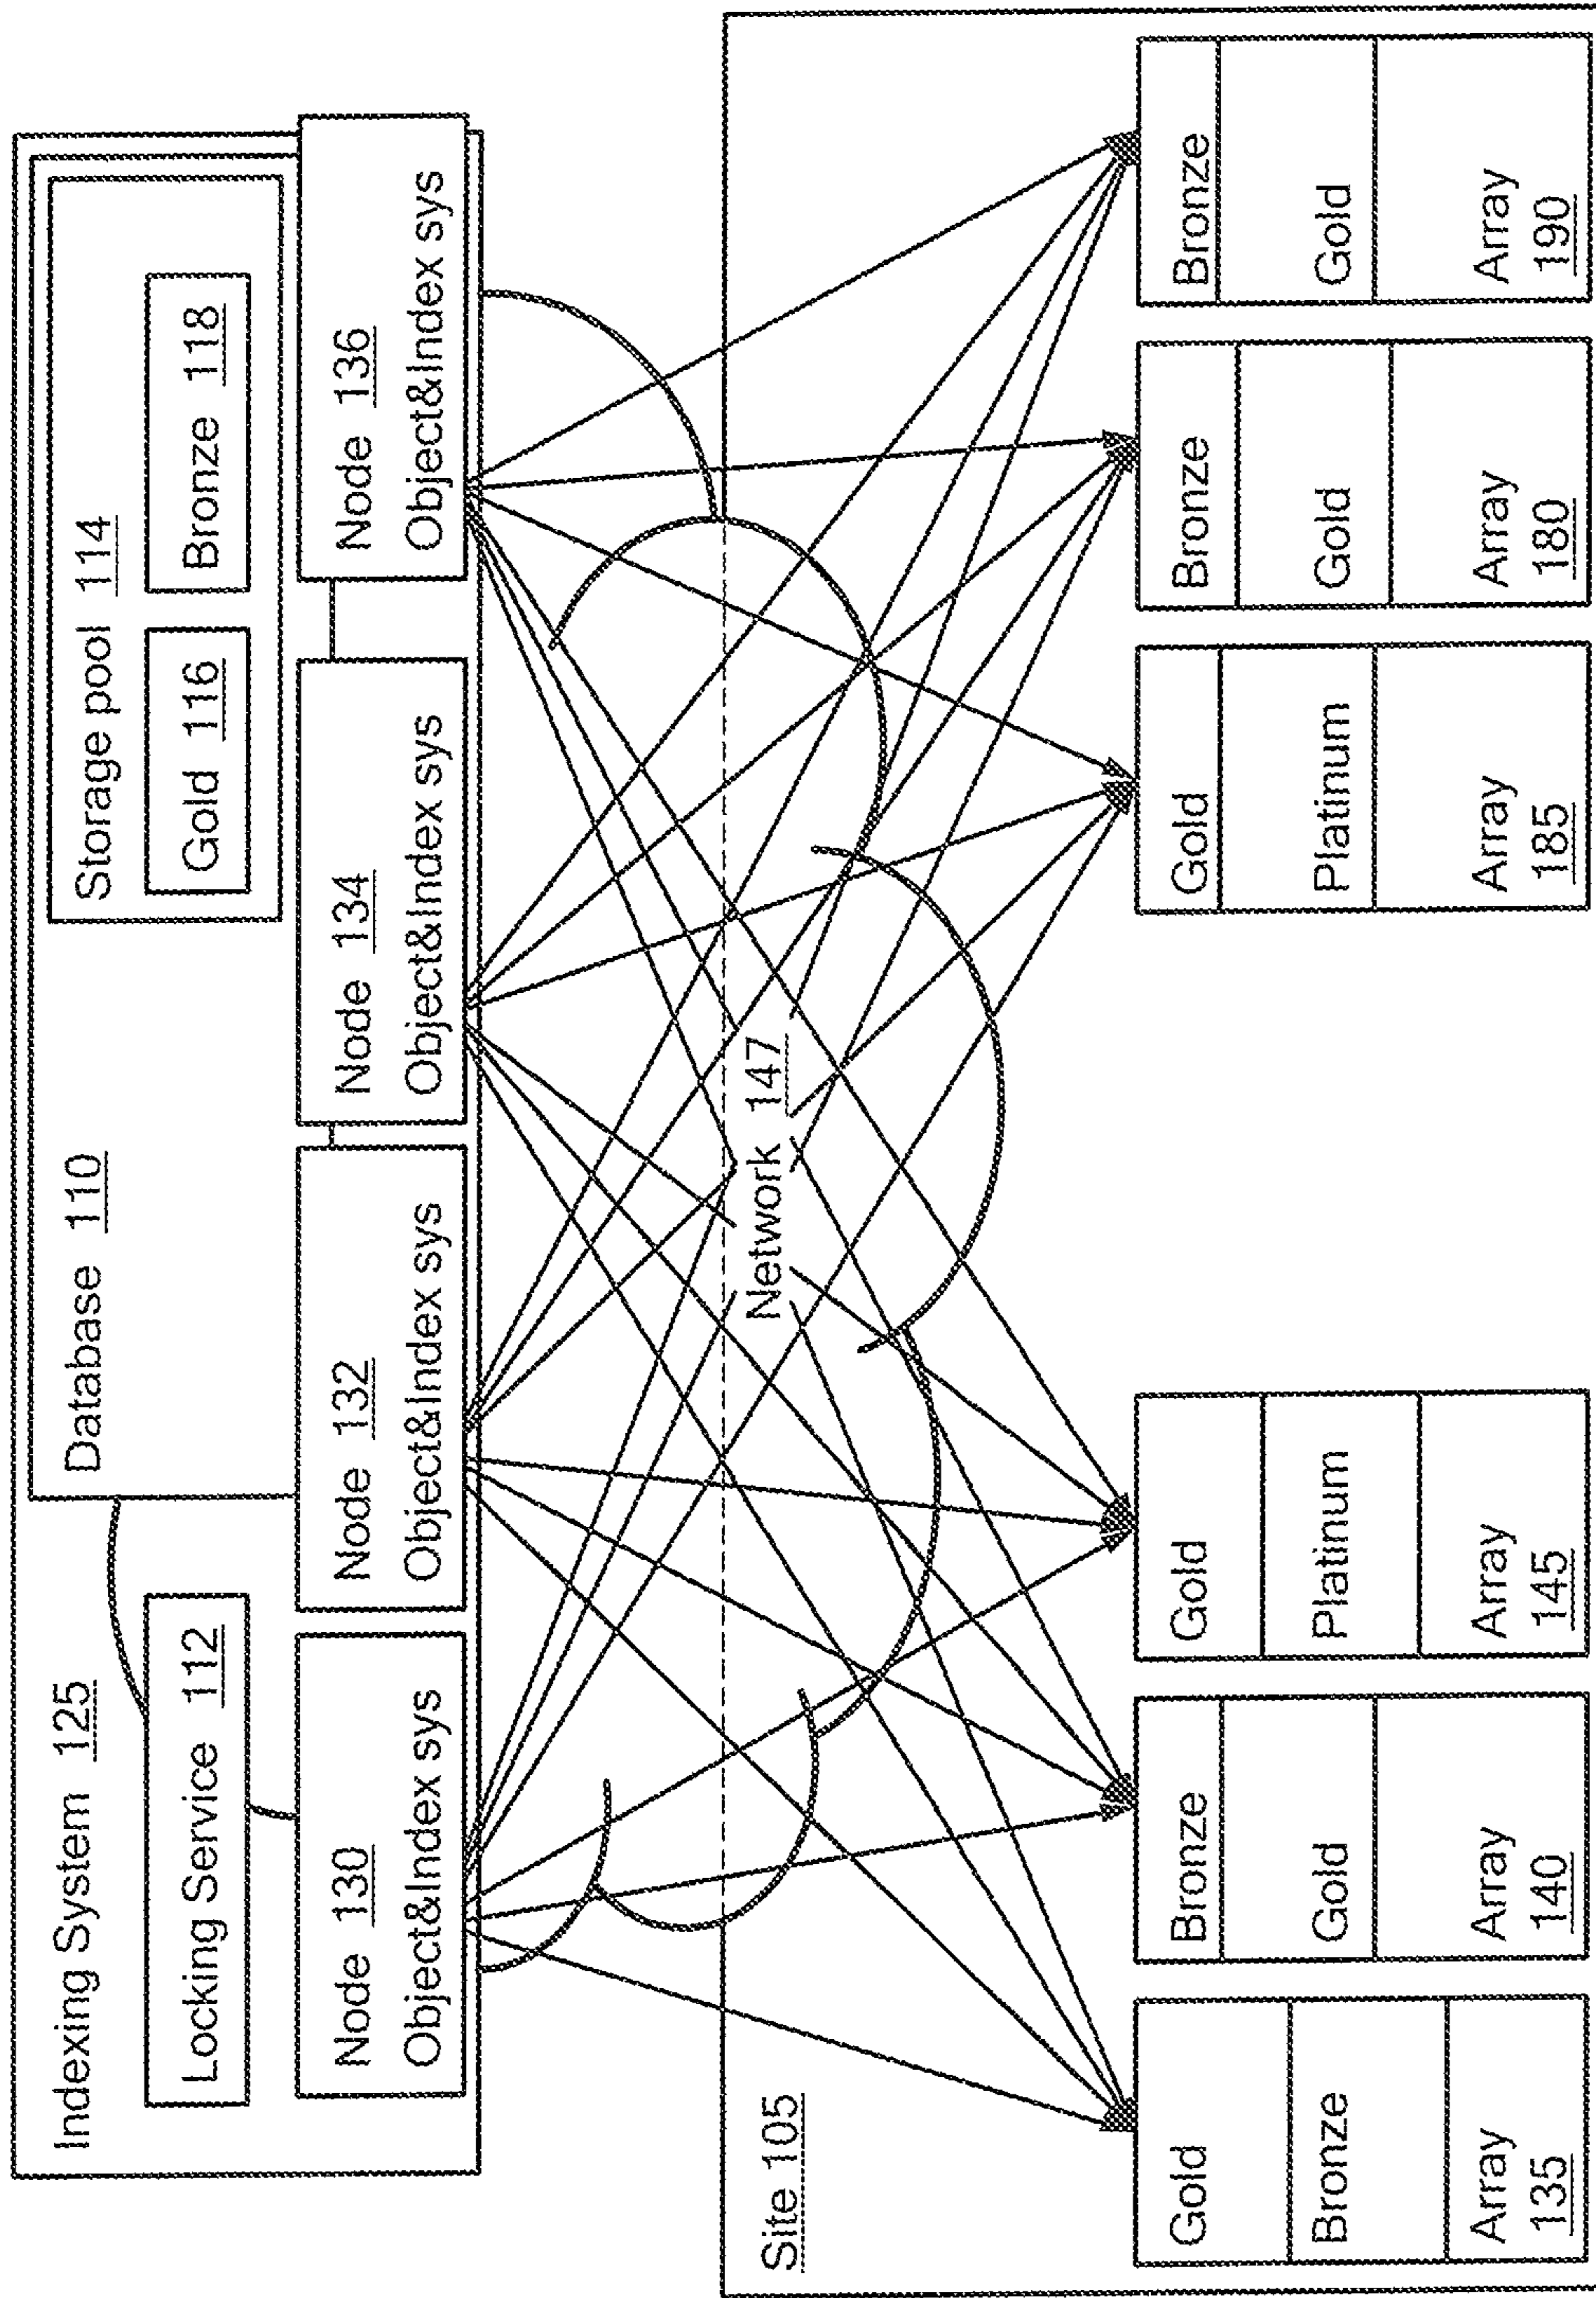 Indexing System 125
Database 110
Storage pool 114
Locking Service 112
Gold 116
Bronze 118
Node 130
Object&Index sys
Node 132
Object&Index sys
Node 134
Object&Index sys
Node 136
Object&Index sys
Site 105
Network 147
Gold
Bronze
Array
135
Bronze
Gold
Array
140
Gold
Platinum
Array
145
Gold
Platinum
Array
185
Bronze
Gold
Array
180
Bronze
Gold
Array
190